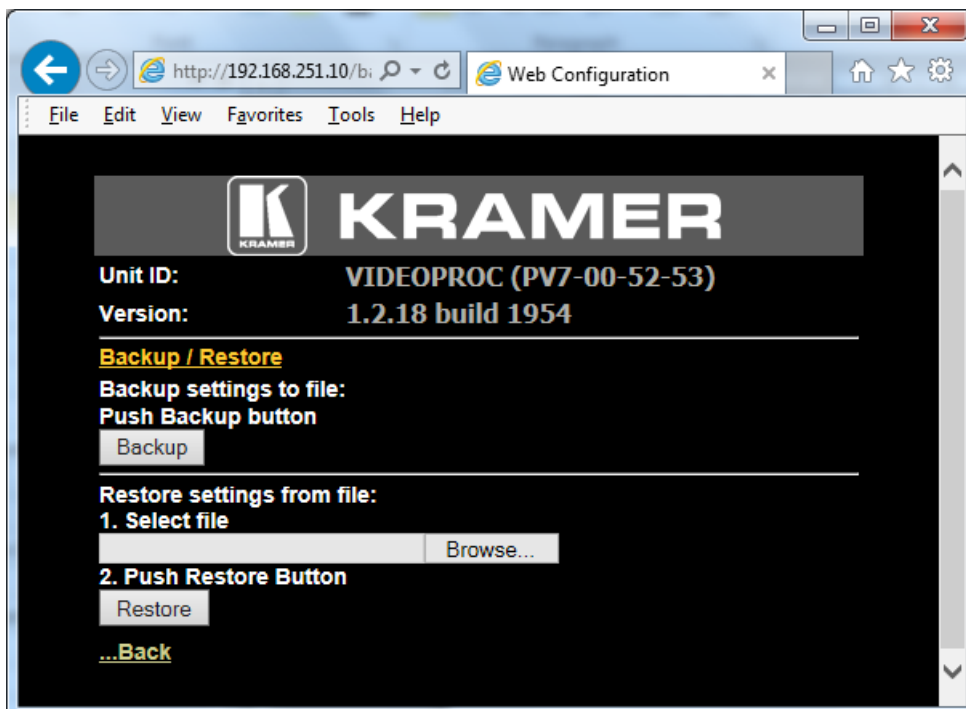 http://192.168.251.10/ba
Web Configuration
File Edit View Favorites Tools Help
KRAMER
KRAMER
Unit ID: VIDEOPROC (PV7-00-52-53)
Version: 1.2.18 build 1954
Backup / Restore
Backup settings to file:
Push Backup button
Backup
Restore settings from file:
1. Select file
Browse...
2. Push Restore Button
Restore
...Back